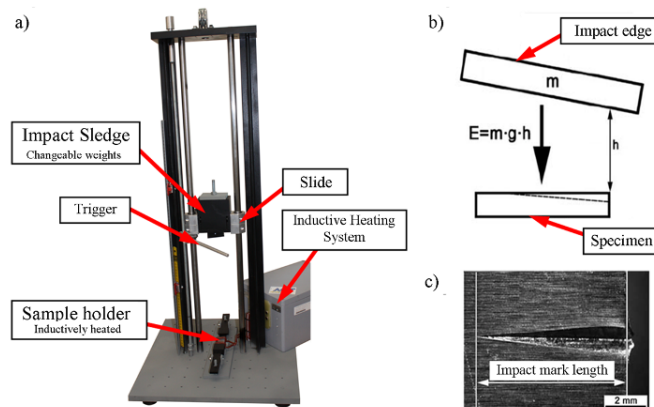 a)
Impact Sledge
Changeable weights
Trigger
Slide
Inductive Heating
System
Sample holder
Inductively heated
b)
Impact edge
m
E=m·g·h
h
Specimen
c)
Impact mark length
2 mm